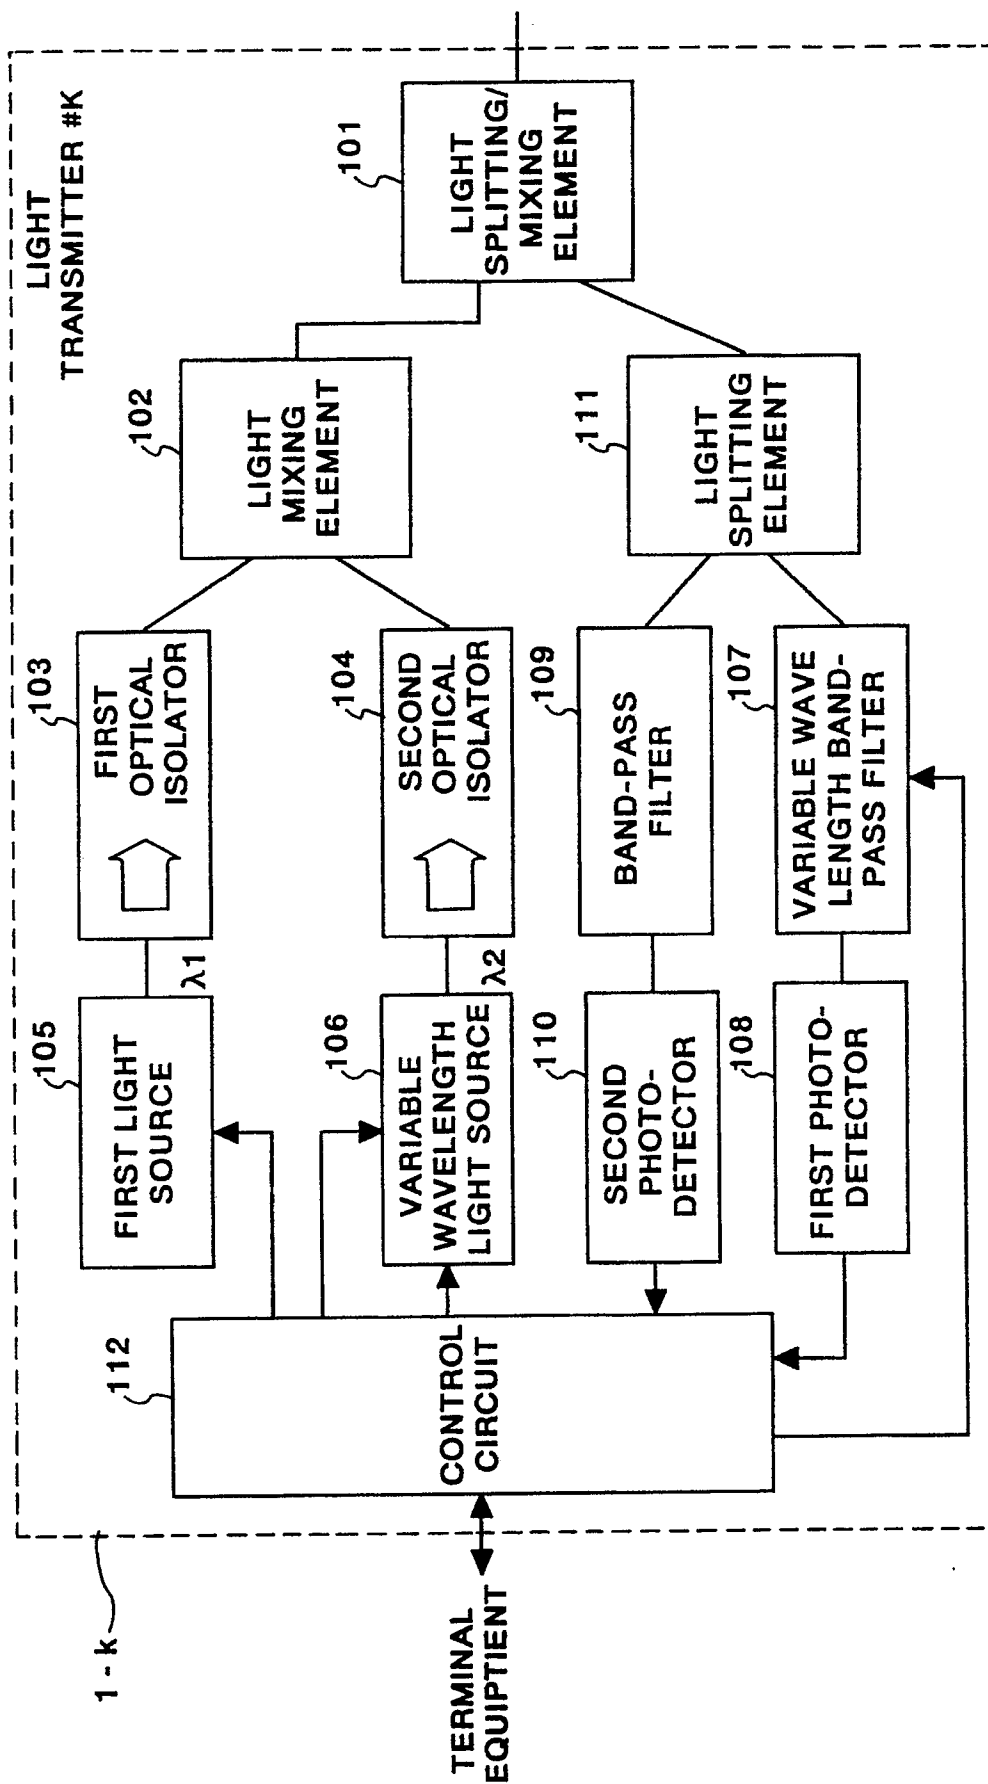 LIGHT
TRANSMITTER #K
1-k
TERMINAL
EQUIPTIENT
112
CONTROL
CIRCUIT
105
FIRST LIGHT
SOURCE
λ1
103
FIRST
OPTICAL
ISOLATOR
106
VARIABLE
WAVELENGTH
LIGHT SOURCE
λ2
104
SECOND
OPTICAL
ISOLATOR
102
LIGHT
MIXING
ELEMENT
101
LIGHT
SPLITTING/
MIXING
ELEMENT
110
SECOND
PHOTO-
DETECTOR
109
BAND-PASS
FILTER
111
LIGHT
SPLITTING
ELEMENT
108
FIRST PHOTO-
DETECTOR
107
VARIABLE WAVE
LENGTH BAND-
PASS FILTER